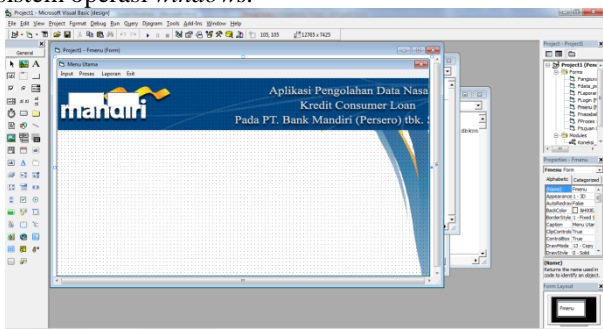 sistem operasi windows.
Project1 - Microsoft Visual Basic [design]
File Edit View Project Format Debug Run Query Diagram Tools Add-Ins Window Help
105, 105 12765 x 7425
General
Project1 - Fmenu (Form)
Menu Utama
Input Proses Laporan Exit
mandiri
Aplikasi Pengolahan Data Nasa
Kredit Consumer Loan
Pada PT. Bank Mandiri (Persero) tbk.
Project - Project1
Project1 (
Forms
Modules
Properties - Fmenu
Fmenu Form
Alphabetic Categorized
(Name) Fmenu
Appearance 1 - 3D
AutoRedraw False
BackColor
BorderStyle 1 - Fixed
Caption Menu Utar
ClipControls True
ControlBox True
DrawMode 13 - Copy
DrawStyle 0 - Solid
(Name)
Returns the name used in
code to identify an object.
Form Layout
Fmenu